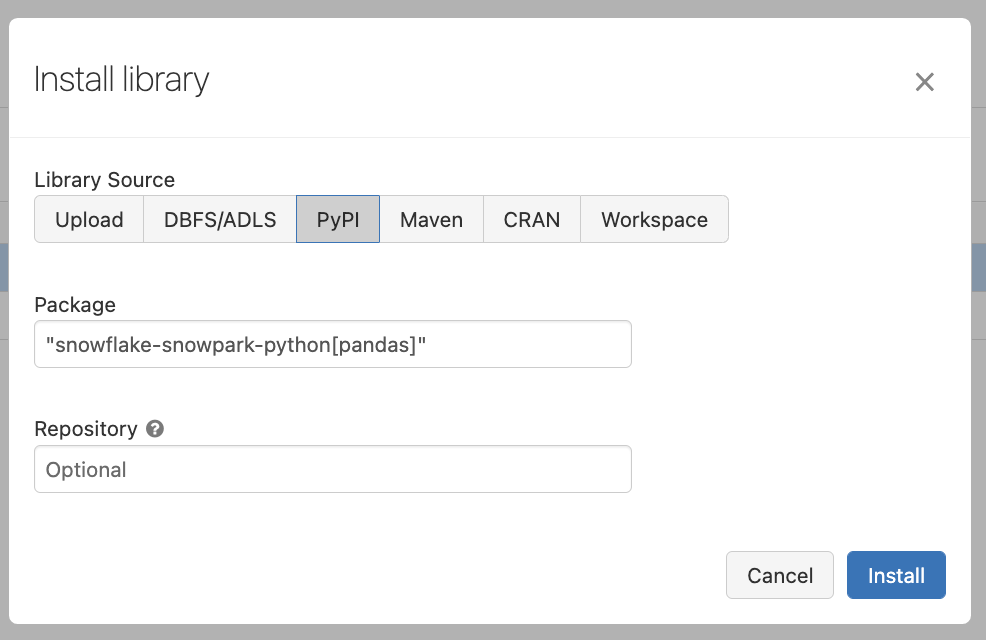 Install library
Library Source
Upload DBFS/ADLS PyPI Maven CRAN Workspace
Package
"snowflake-snowpark-python[pandas]"
Repository ?
Optional
Cancel Install